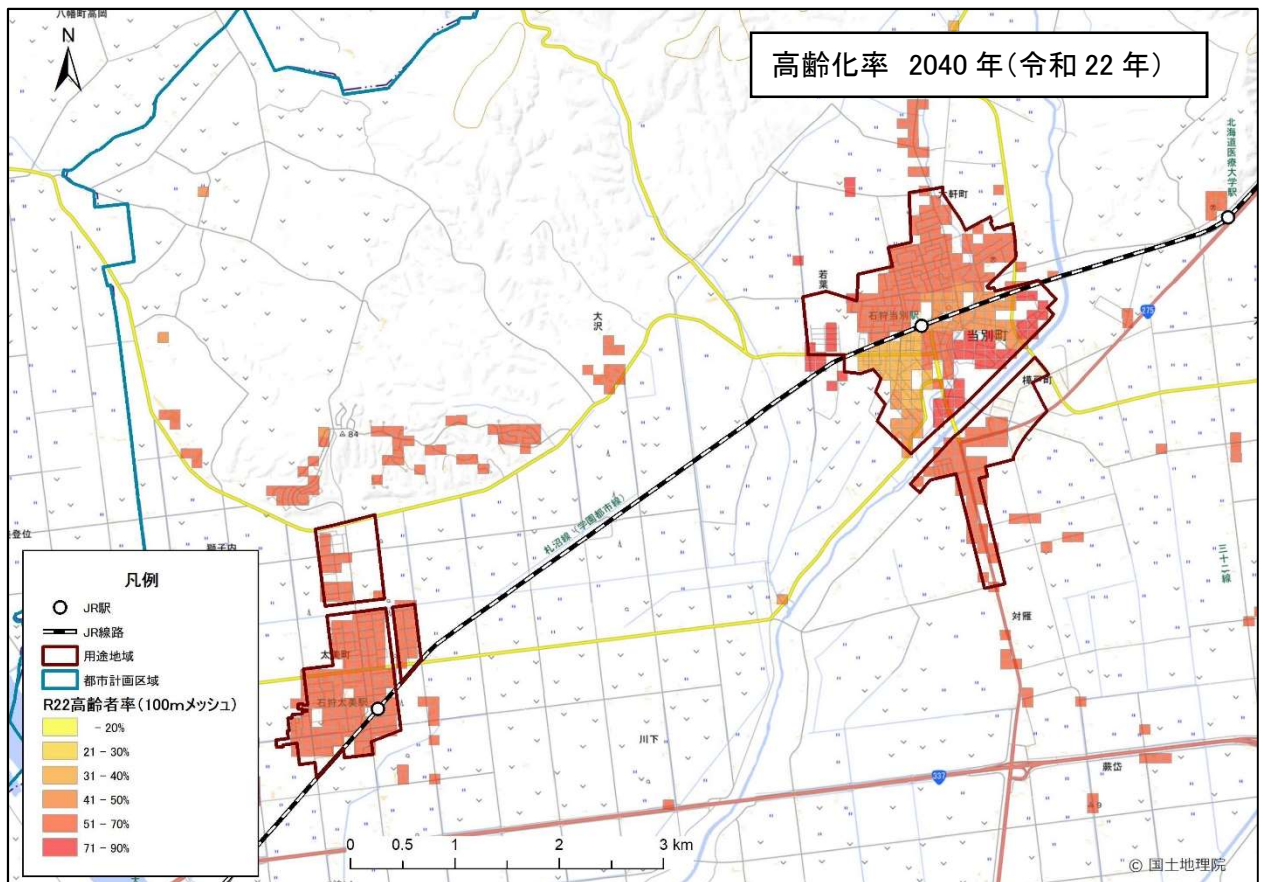 八幡町高岡
N
高齢化率 2040年(令和22年)
北海道医療大学駅
六軒町
若葉
石狩当別駅
当別町
275
大沢
樺戸町
84
札沼線(学園都市線)
獅子内
三十二線
対雁
太美町
石狩太美駅
川下
337
蕨岱
9
凡例
JR駅
JR線路
用途地域
都市計画区域
R22高齢者率(100mメッシュ)
- 20%
21 - 30%
31 - 40%
41 - 50%
51 - 70%
71 - 90%
0 0.5 1 2 3 km
© 国土地理院